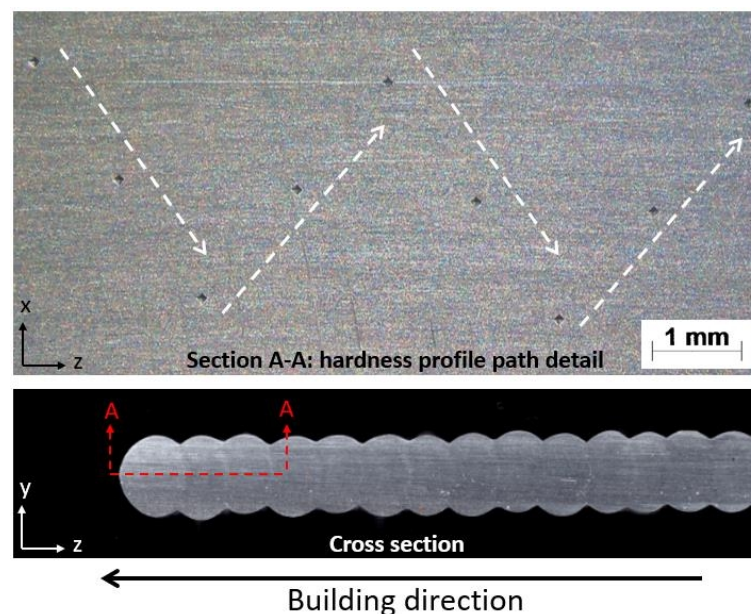 x
z
Section A-A: hardness profile path detail
1 mm
A
A
y
z
Cross section
Building direction